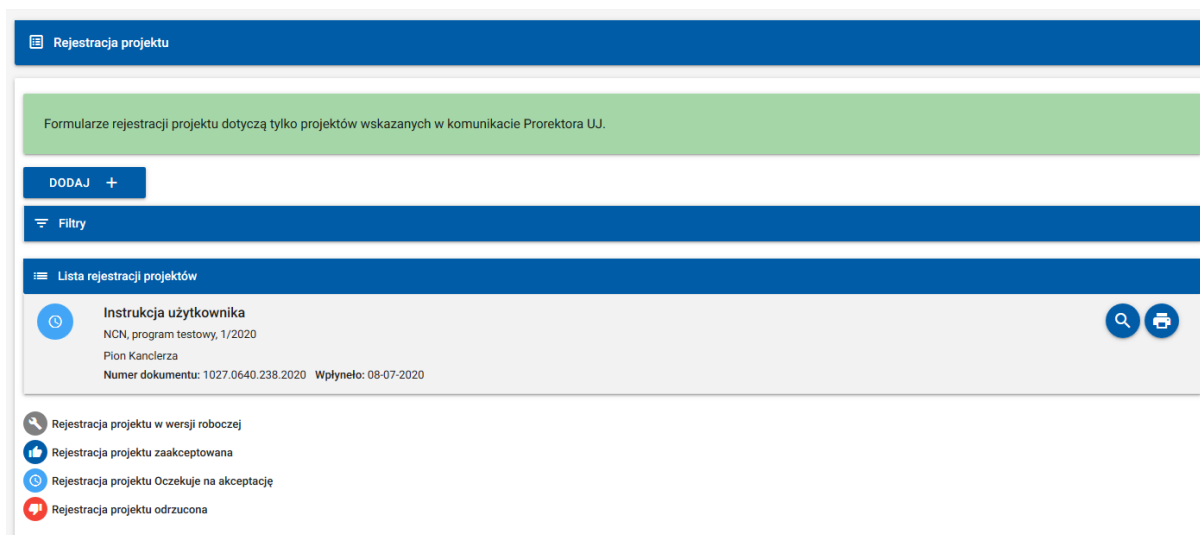 Rejestracja projektu
Formularze rejestracji projektu dotyczą tylko projektów wskazanych w komunikacie Prorektora UJ.
DODAJ +
Filtry
Lista rejestracji projektów
Instrukcja użytkownika
NCN, program testowy, 1/2020
Pion Kanclerza
Numer dokumentu: 1027.0640.238.2020 Wpłyneło: 08-07-2020
Rejestracja projektu w wersji roboczej
Rejestracja projektu zaakceptowana
Rejestracja projektu Oczekuje na akceptację
Rejestracja projektu odrzucona